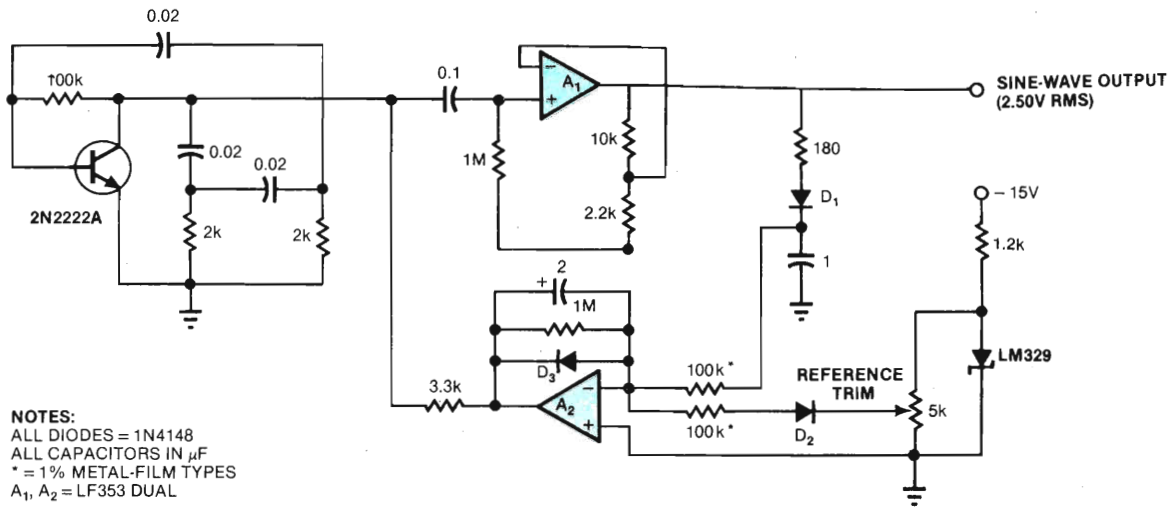 0.02
100k
0.02
0.02
2N2222A
2k
2k
0.1
1M
A1
10k
2.2k
SINE-WAVE OUTPUT
(2.50V RMS)
180
D1
1
– 15V
1.2k
LM329
+ 2
1M
D3
3.3k
– A2
+
100k*
100k*
D2
REFERENCE
TRIM
5k
NOTES:
ALL DIODES = 1N4148
ALL CAPACITORS IN μF
* = 1% METAL-FILM TYPES
A1, A2 = LF353 DUAL